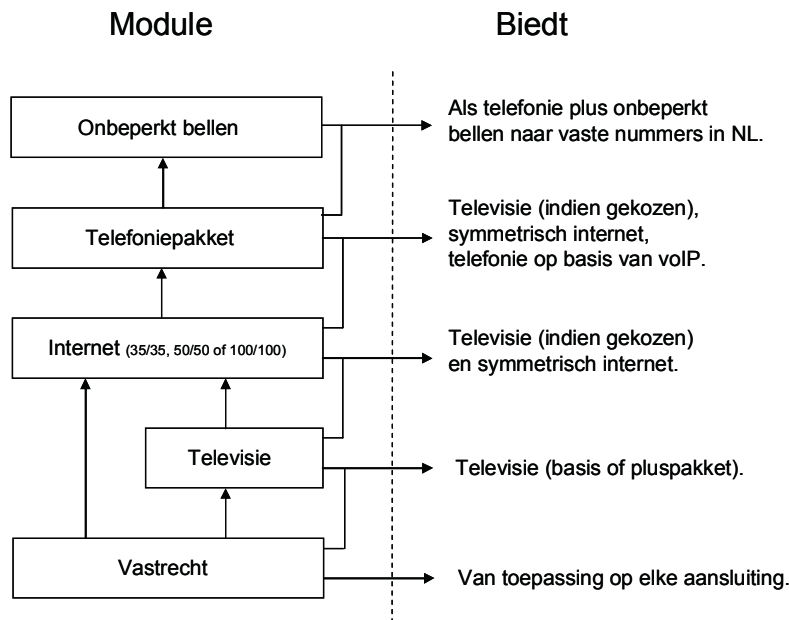 Module
Biedt
Onbeperkt bellen
Als telefonie plus onbeperkt
bellen naar vaste nummers in NL.
Telefoniepakket
Televisie (indien gekozen),
symmetrisch internet,
telefonie op basis van voIP.
Internet (35/35, 50/50 of 100/100)
Televisie (indien gekozen)
en symmetrisch internet.
Televisie
Televisie (basis of pluspakket).
Vastrecht
Van toepassing op elke aansluiting.